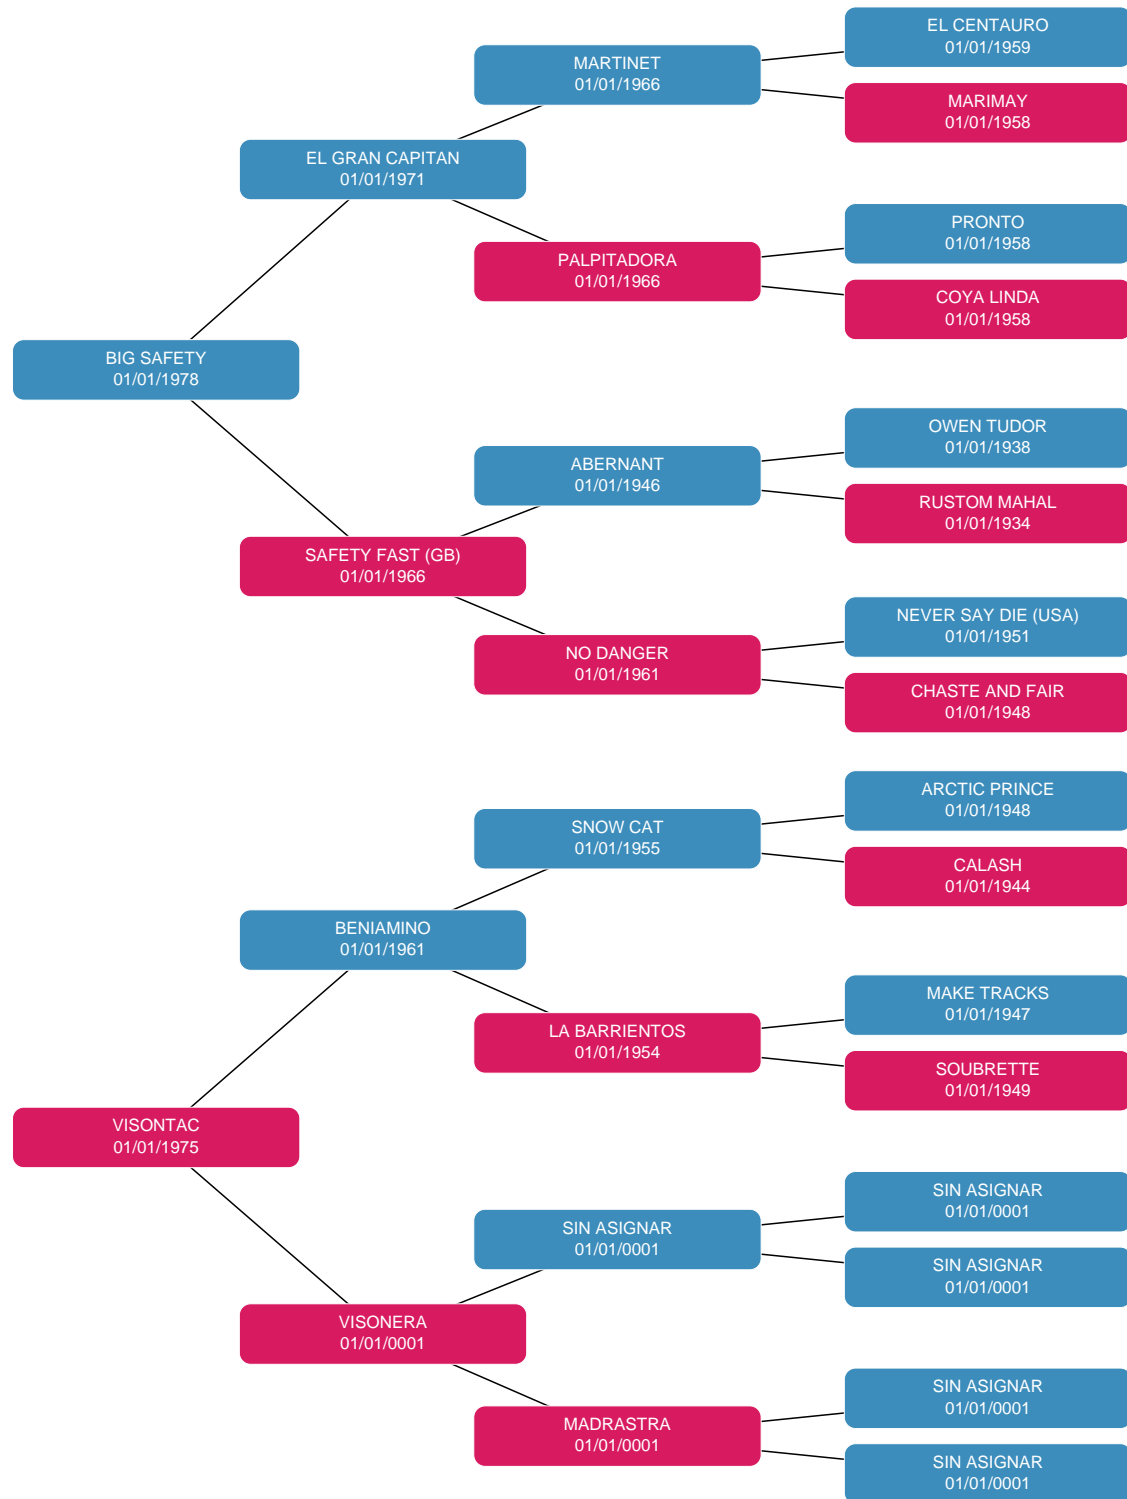 EL CENTAURO
01/01/1959
MARTINET
01/01/1966
MARIMAY
01/01/1958
EL GRAN CAPITAN
01/01/1971
PRONTO
01/01/1958
PALPITADORA
01/01/1966
COYA LINDA
01/01/1958
BIG SAFETY
01/01/1978
OWEN TUDOR
01/01/1938
ABERNANT
01/01/1946
RUSTOM MAHAL
01/01/1934
SAFETY FAST (GB)
01/01/1966
NEVER SAY DIE (USA)
01/01/1951
NO DANGER
01/01/1961
CHASTE AND FAIR
01/01/1948
ARCTIC PRINCE
01/01/1948
SNOW CAT
01/01/1955
CALASH
01/01/1944
BENIAMINO
01/01/1961
MAKE TRACKS
01/01/1947
LA BARRIENTOS
01/01/1954
SOUBRETTE
01/01/1949
VISONTAC
01/01/1975
SIN ASIGNAR
01/01/0001
SIN ASIGNAR
01/01/0001
SIN ASIGNAR
01/01/0001
VISONERA
01/01/0001
SIN ASIGNAR
01/01/0001
MADRASTRA
01/01/0001
SIN ASIGNAR
01/01/0001